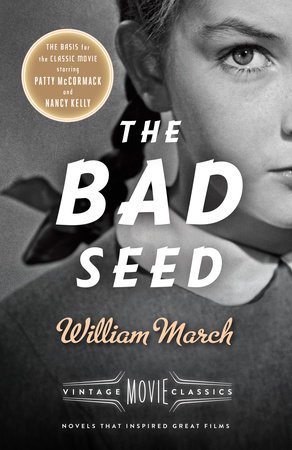 THE BASIS for
the CLASSIC MOVIE
starring
PATTY McCORMACK
and
NANCY KELLY
THE
BAD
SEED
William March
VINTAGE MOVIE CLASSICS
NOVELS THAT INSPIRED GREAT FILMS